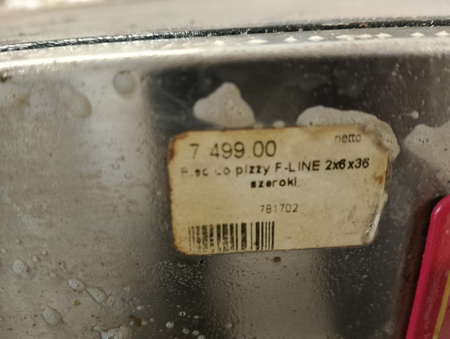 7 499.00 netto
Piec do pizzy F-LINE 2x6x36
szeroki
781702